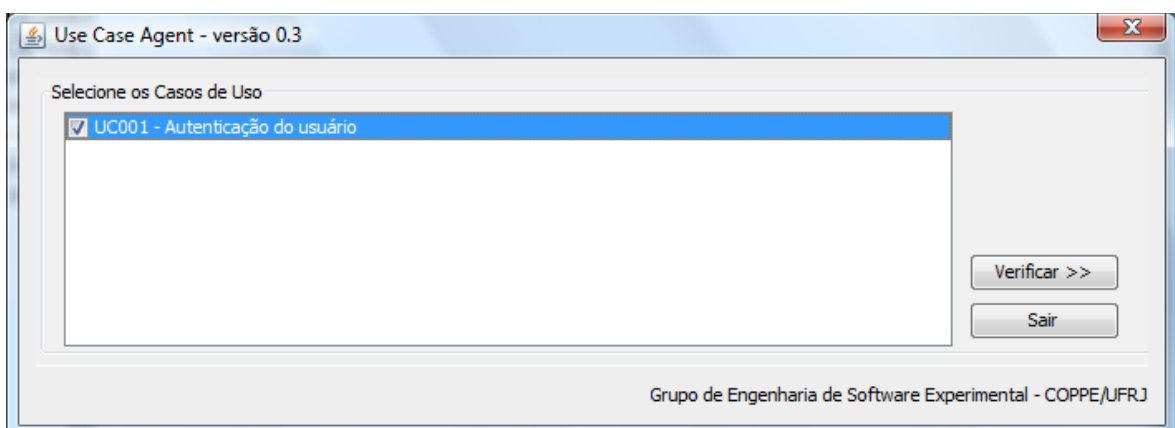 Use Case Agent - versão 0.3
Selecione os Casos de Uso
UC001 - Autenticação do usuário
Verificar >>
Sair
Grupo de Engenharia de Software Experimental - COPPE/UFRJ